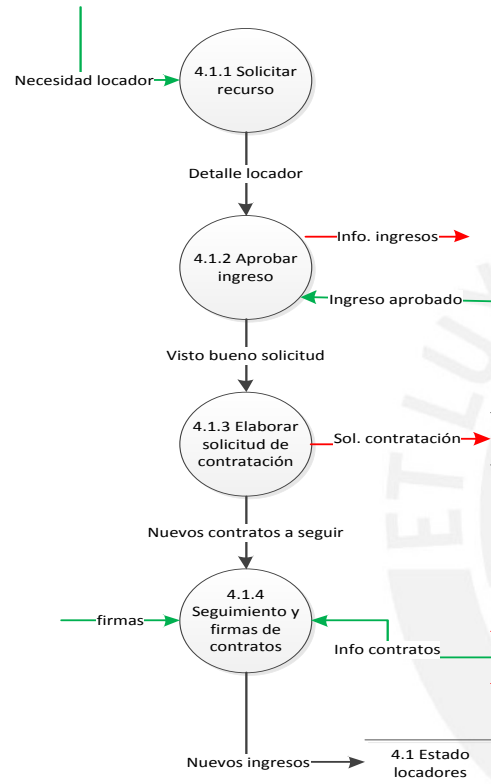 4.1.1 Solicitar
recurso
Necesidad locador
Detalle locador
4.1.2 Aprobar
ingreso
Info. ingresos
Ingreso aprobado
Visto bueno solicitud
4.1.3 Elaborar
solicitud de
contratación
Sol. contratación
Nuevos contratos a seguir
4.1.4
Seguimiento y
firmas de
contratos
firmas
Info contratos
Nuevos ingresos
4.1 Estado
locadores
ET LU